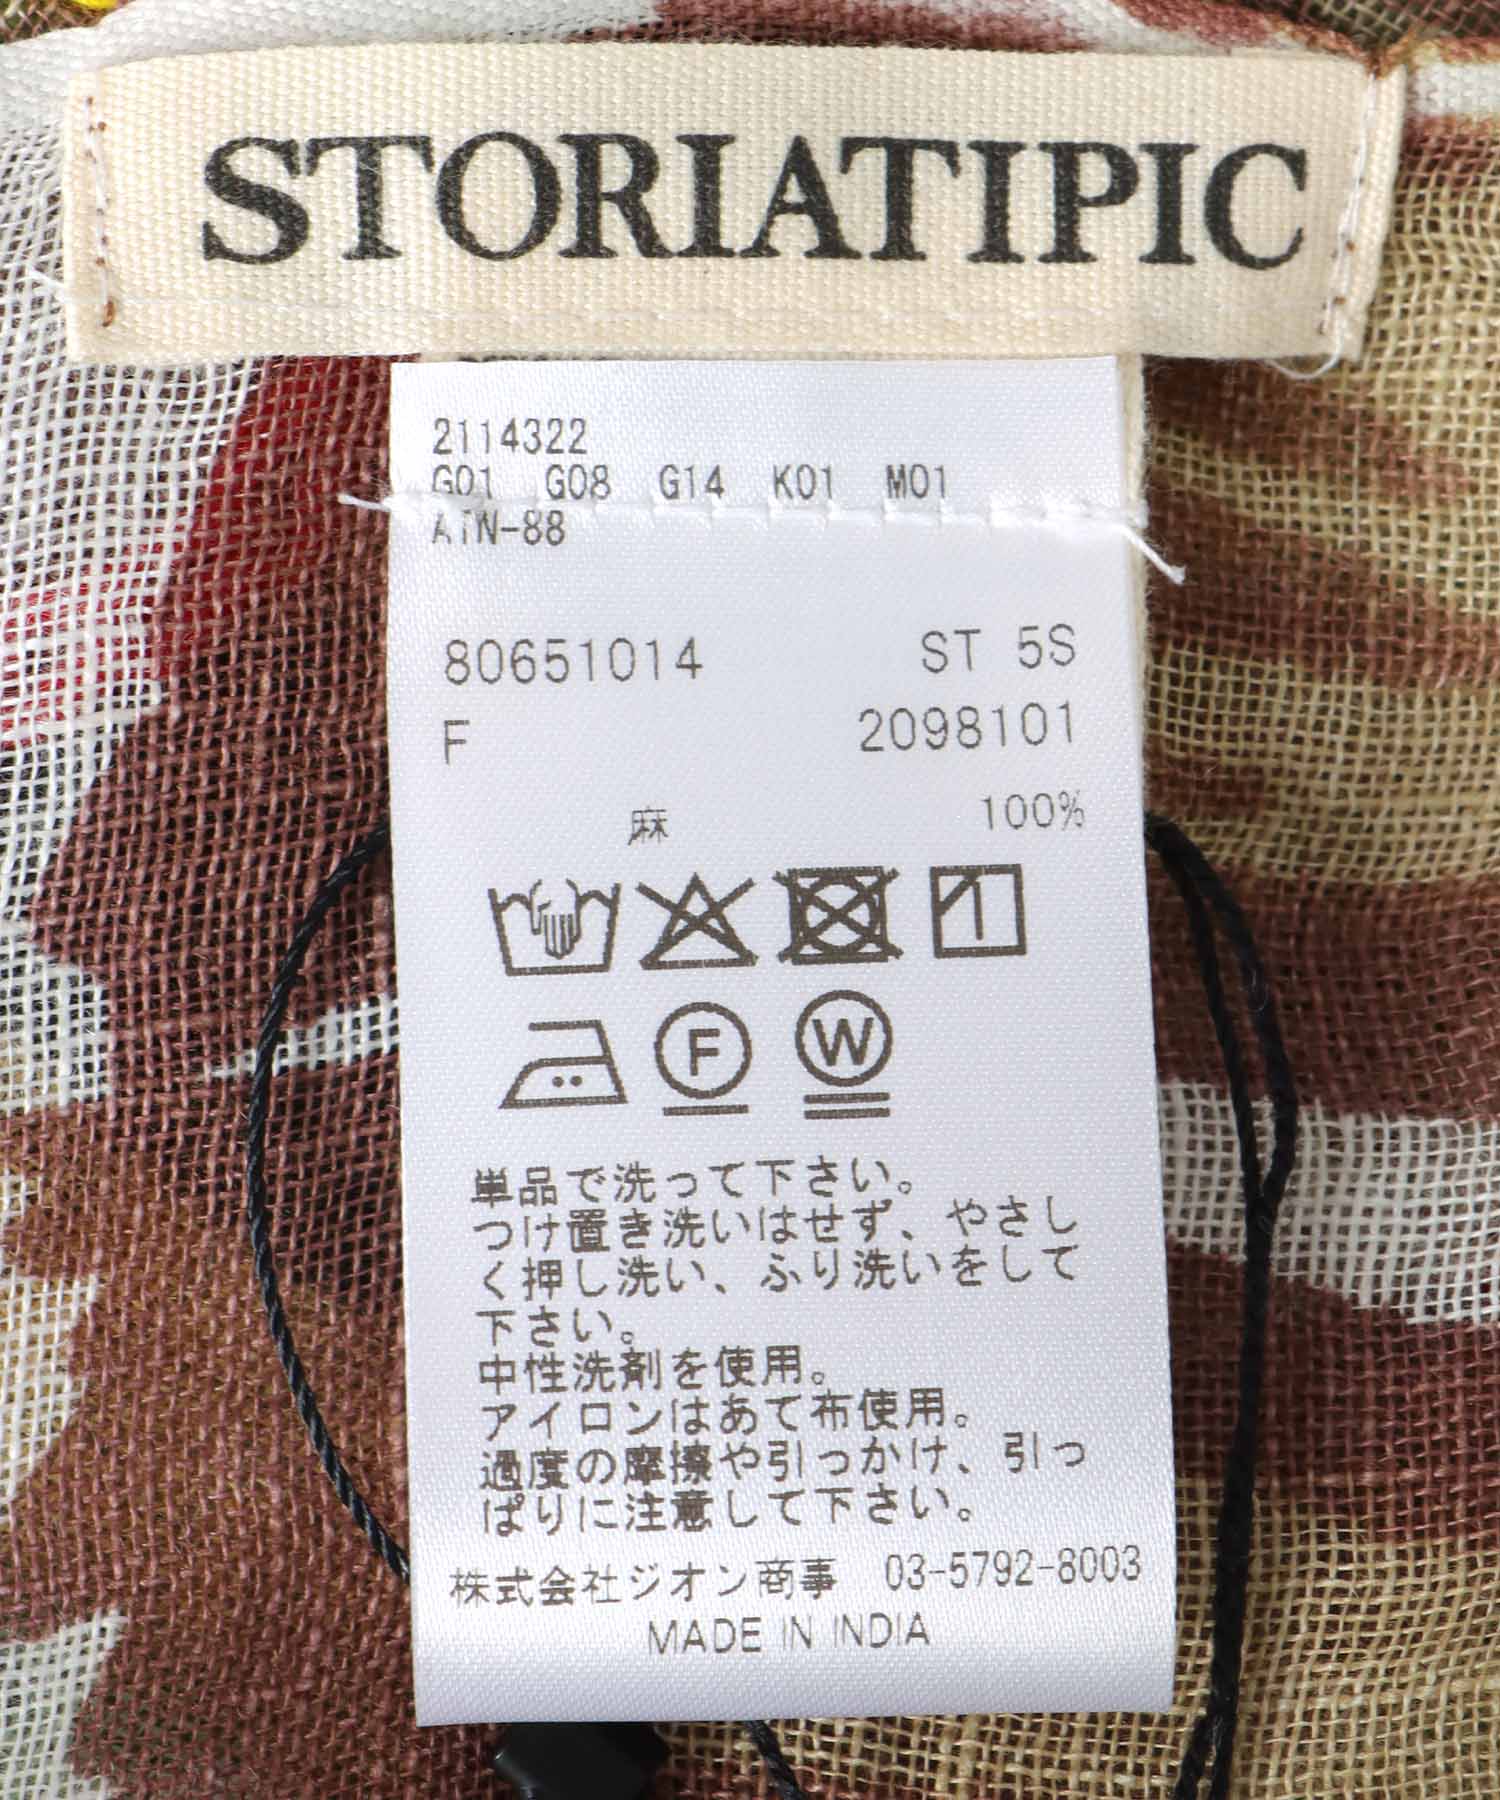 STORIATIPIC
2114322
G01 G08 G14 K01 M01
ATN-88
80651014 ST 5S
F 2098101
麻 100%
F W
単品で洗って下さい。
つけ置き洗いはせず、やさし
く押し洗い、ふり洗いをして
下さい。
中性洗剤を使用。
アイロンはあて布使用。
過度の摩擦や引っかけ、引っ
ぱりに注意して下さい。
株式会社ジオン商事 03-5792-8003
MADE IN INDIA